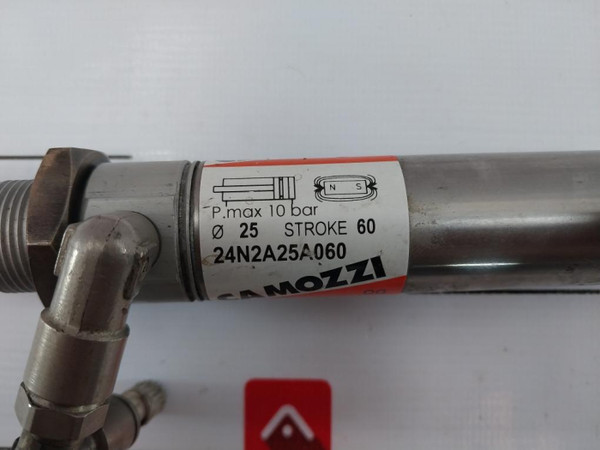 N S
P.max 10 bar
Ø 25 STROKE 60
24N2A25A060
CAMOZZI